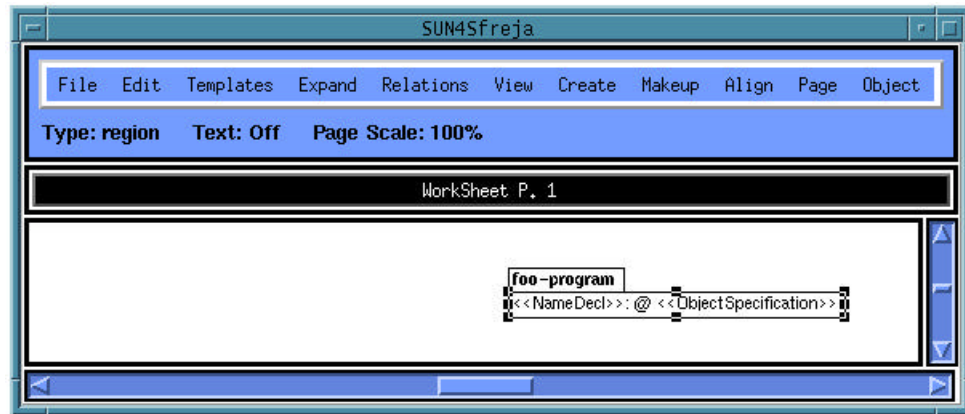 SUN4Sfreja
File Edit Templates Expand Relations View Create Makeup Align Page Object
Type: region Text: Off Page Scale: 100%
WorkSheet P. 1
foo-program
<<NameDecl>>: @ <<ObjectSpecification>>